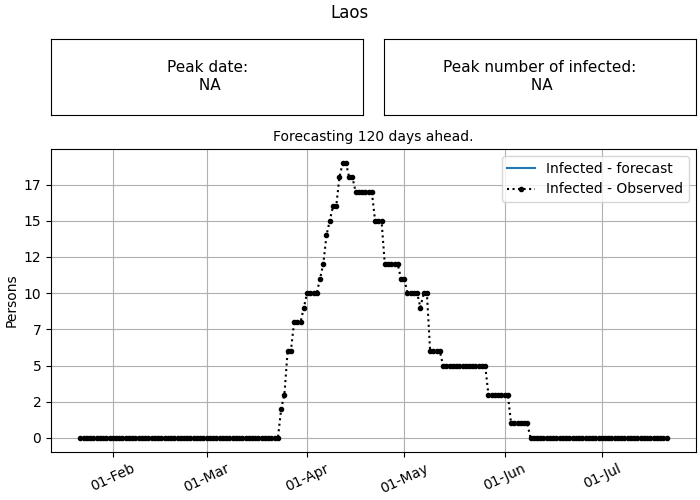 Laos
Peak date:
NA
Peak number of infected:
NA
Forecasting 120 days ahead.
Infected - forecast
Infected - Observed
Persons
17
15
12
10
7
5
2
0
01-Feb
01-Mar
01-Apr
01-May
01-Jun
01-Jul